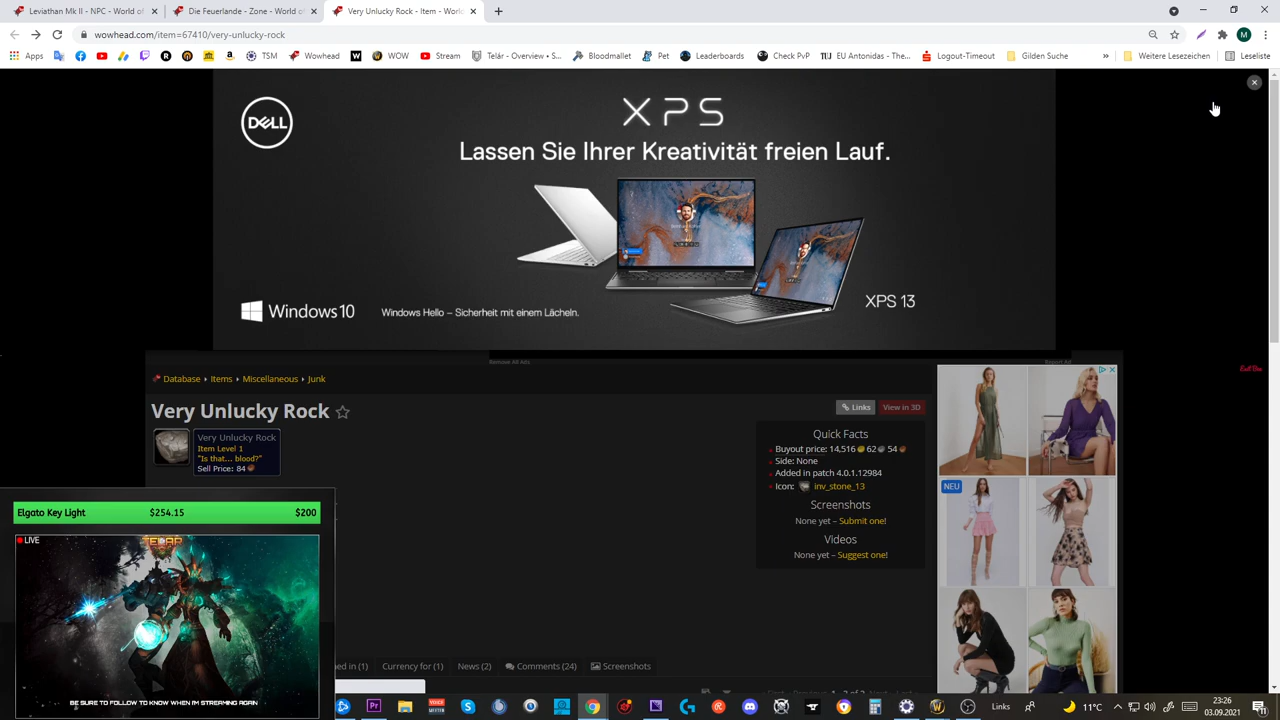 Leviathan Mk II - NPC - World of
Die Feuerlande - Zone - World of
Very Unlucky Rock - Item - World
wowhead.com/item=67410/very-unlucky-rock
M
Apps
TSM
Wowhead
WOW
Stream
Telár - Overview - S...
Bloodmallet
Pet
Leaderboards
Check PvP
EU Antonidas - The...
Logout-Timeout
Gilden Suche
Weitere Lesezeichen
Leseliste
DELL
XPS
Lassen Sie Ihrer Kreativität freien Lauf.
Windows 10
Windows Hello – Sicherheit mit einem Lächeln.
XPS 13
Remove All Ads
Report Ad
Database
Items
Miscellaneous
Junk
Very Unlucky Rock
Links
View in 3D
Very Unlucky Rock
Item Level 1
"Is that... blood?"
Sell Price: 84
Quick Facts
Buyout price: 14,516 62 54
Side: None
Added in patch 4.0.1.12984
Icon: inv_stone_13
Screenshots
None yet – Submit one!
Videos
None yet – Suggest one!
NEU
Elgato Key Light $254.15 $200
LIVE
BE SURE TO FOLLOW TO KNOW WHEN I'M STREAMING AGAIN
ned in (1)
Currency for (1)
News (2)
Comments (24)
Screenshots
Links
11°C
23:26
03.09.2021